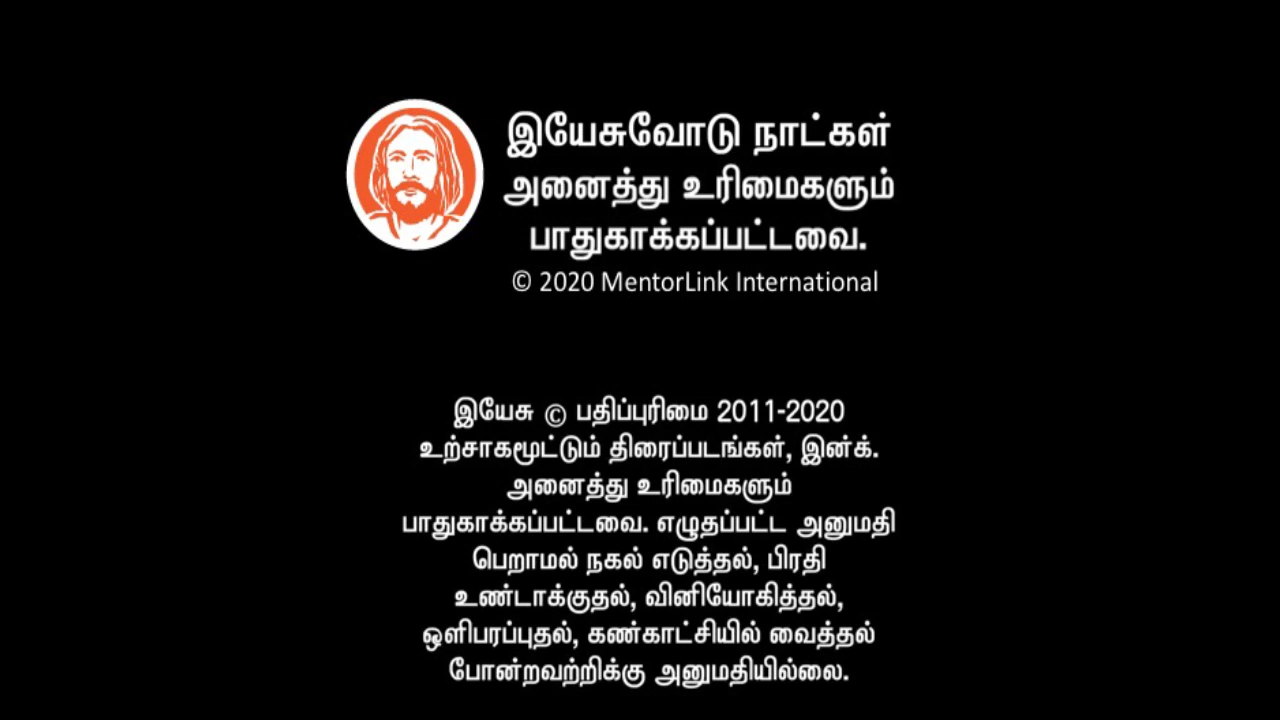 இயேசுவோடு நாட்கள்
அனைத்து உரிமைகளும்
பாதுகாக்கப்பட்டவை.
© 2020 MentorLink International
இயேசு © பதிப்புரிமை 2011-2020
உற்சாகமூட்டும் திரைப்படங்கள், இன்க்.
அனைத்து உரிமைகளும்
பாதுகாக்கப்பட்டவை. எழுதப்பட்ட அனுமதி
பெறாமல் நகல் எடுத்தல், பிரதி
உண்டாக்குதல், வினியோகித்தல்,
ஒளிபரப்புதல், கண்காட்சியில் வைத்தல்
போன்றவற்றிக்கு அனுமதியில்லை.